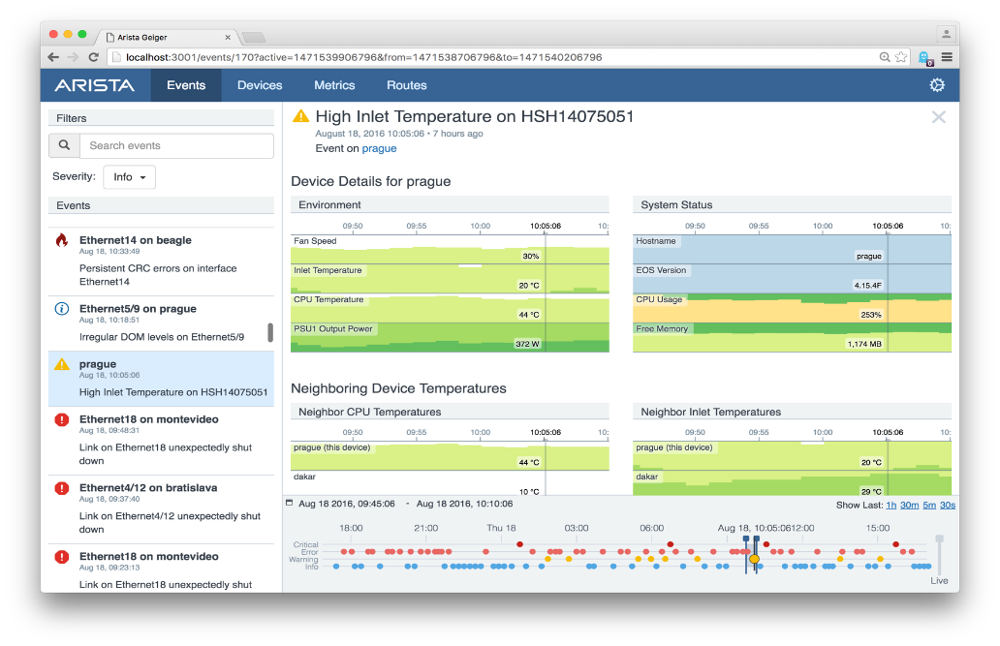 Arista Geiger
localhost:3001/events/170?active=1471539906796&from=1471538706796&to=1471540206796
0
ARISTA
Events
Devices
Metrics
Routes
Filters
Search events
Severity:
Info
Events
Ethernet14 on beagle
Aug 18, 10:33:49
Persistent CRC errors on interface
Ethernet14
Ethernet5/9 on prague
Aug 18, 10:18:51
Irregular DOM levels on Ethernet5/9
prague
Aug 18, 10:05:06
High Inlet Temperature on HSH14075051
Ethernet18 on montevideo
Aug 18, 09:48:31
Link on Ethernet18 unexpectedly shut
down
Ethernet4/12 on bratislava
Aug 18, 09:37:40
Link on Ethernet4/12 unexpectedly shut
down
Ethernet18 on montevideo
Aug 18, 09:23:13
Link on Ethernet18 unexpectedly shut
High Inlet Temperature on HSH14075051
August 18, 2016 10:05:06 • 7 hours ago
Event on prague
Device Details for prague
Environment
09:50 09:55 10:00 10:05:06 10:
Fan Speed
30%
Inlet Temperature
20 °C
CPU Temperature
44 °C
PSU1 Output Power
372 W
System Status
09:50 09:55 10:00 10:05:06 10:
Hostname
prague
EOS Version
4.15.4F
CPU Usage
253%
Free Memory
1,174 MB
Neighboring Device Temperatures
Neighbor CPU Temperatures
09:50 09:55 10:00 10:05:06 10:
prague (this device)
44 °C
dakar
10 °C
Neighbor Inlet Temperatures
09:50 09:55 10:00 10:05:06 10:
prague (this device)
20 °C
dakar
29 °C
Aug 18 2016, 09:45:06 - Aug 18 2016, 10:10:06
Show Last: 1h 30m 5m 30s
18:00 21:00 Thu 18 03:00 06:00 Aug 18, 10:05:06 12:00 15:00
Critical
Error
Warning
Info
Live